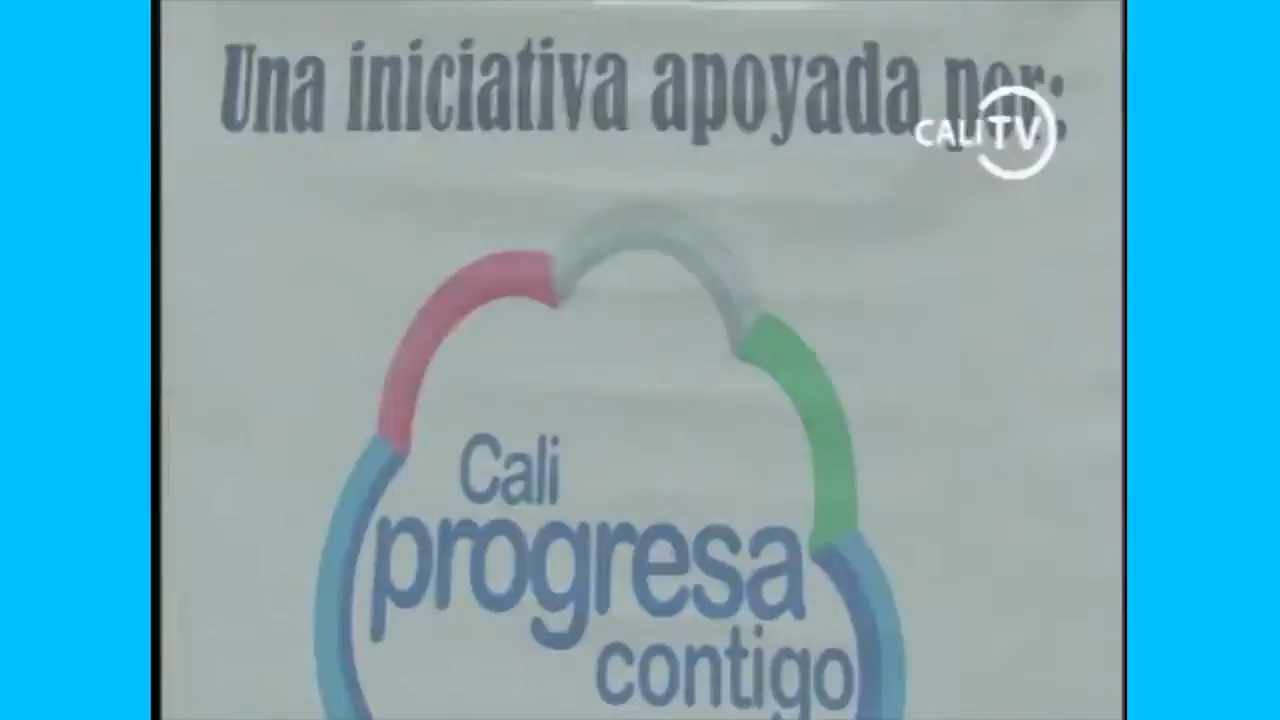 Una iniciativa apoyada por:
CALI TV
Cali
progresa
contigo